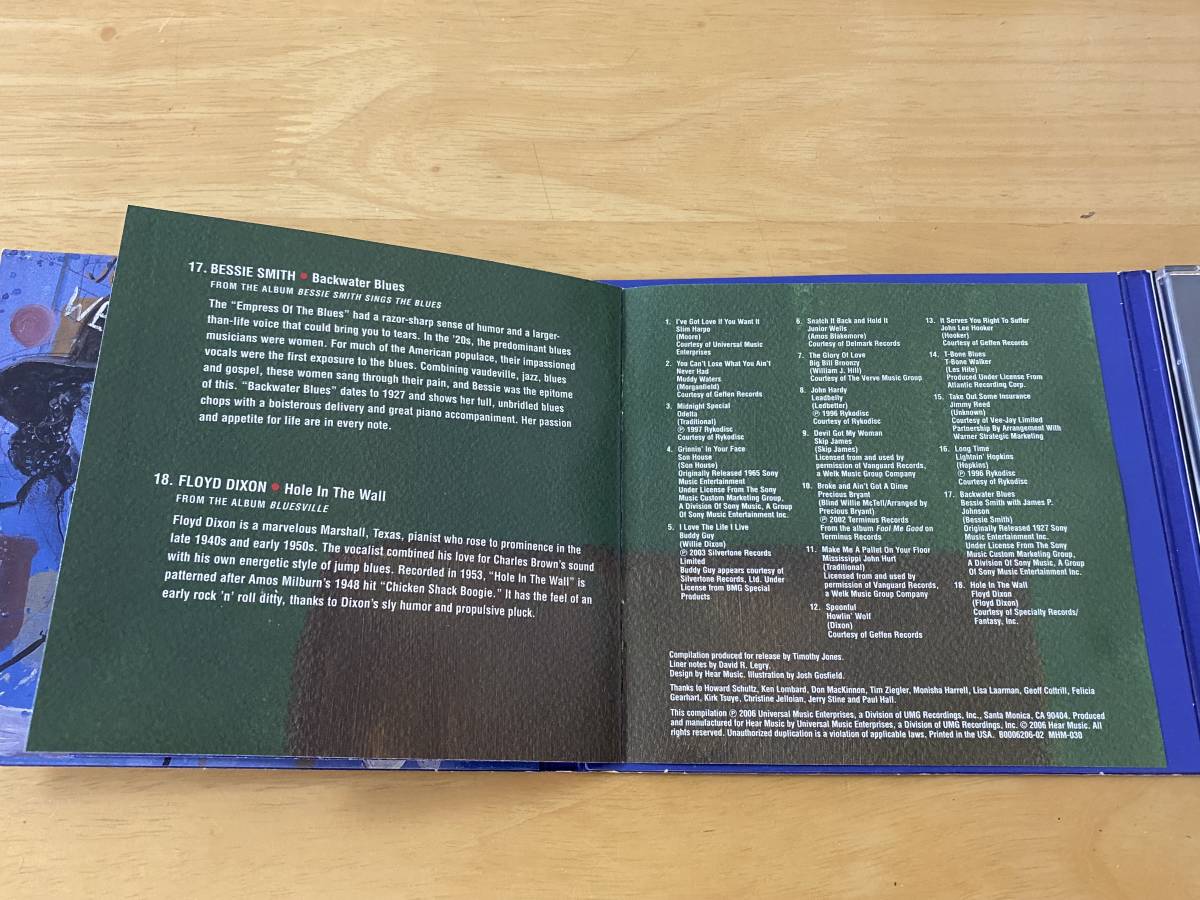 WE
17. BESSIE SMITH • Backwater Blues
FROM THE ALBUM BESSIE SMITH SINGS THE BLUES
The “Empress Of The Blues” had a razor-sharp sense of humor and a larger-
than-life voice that could bring you to tears. In the ’20s, the predominant blues
musicians were women. For much of the American populace, their impassioned
vocals were the first exposure to the blues. Combining vaudeville, jazz, blues
and gospel, these women sang through their pain, and Bessie was the epitome
of this. “Backwater Blues” dates to 1927 and shows her full, unbridled blues
chops with a boisterous delivery and great piano accompaniment. Her passion
and appetite for life are in every note.
18. FLOYD DIXON • Hole In The Wall
FROM THE ALBUM BLUESVILLE
Floyd Dixon is a marvelous Marshall, Texas, pianist who rose to prominence in the
late 1940s and early 1950s. The vocalist combined his love for Charles Brown’s sound
with his own energetic style of jump blues. Recorded in 1953, “Hole In The Wall” is
patterned after Amos Milburn’s 1948 hit “Chicken Shack Boogie.” It has the feel of an
early rock ’n’ roll ditty, thanks to Dixon’s sly humor and propulsive pluck.
1. I’ve Got Love If You Want It
Slim Harpo
(Moore)
Courtesy of Universal Music
Enterprises
2. You Can’t Lose What You Ain’t
Never Had
Muddy Waters
(Morganfield)
Courtesy of Geffen Records
3. Midnight Special
Odetta
(Traditional)
℗ 1997 Rykodisc
Courtesy of Rykodisc
4. Grinnin’ In Your Face
Son House
(Son House)
Originally Released 1965 Sony
Music Entertainment
Under License From The Sony
Music Custom Marketing Group,
A Division Of Sony Music, A Group
Of Sony Music Entertainment Inc.
5. I Love The Life I Live
Buddy Guy
(Willie Dixon)
℗ 2003 Silvertone Records
Limited
Buddy Guy appears courtesy of
Silvertone Records, Ltd. Under
License from BMG Special
Products
6. Snatch It Back and Hold It
Junior Wells
(Amos Blakemore)
Courtesy of Delmark Records
7. The Glory Of Love
Big Bill Broonzy
(William J. Hill)
Courtesy of The Verve Music Group
8. John Hardy
Leadbelly
(Ledbetter)
℗ 1996 Rykodisc
Courtesy of Rykodisc
9. Devil Got My Woman
Skip James
(Skip James)
Licensed from and used by
permission of Vanguard Records,
a Welk Music Group Company
10. Broke and Ain’t Got A Dime
Precious Bryant
(Blind Willie McTell/Arranged by
Precious Bryant)
℗ 2002 Terminus Records
From the album Fool Me Good on
Terminus Records
11. Make Me A Pallet On Your Floor
Mississippi John Hurt
(Traditional)
Licensed from and used by
permission of Vanguard Records,
a Welk Music Group Company
12. Spoonful
Howlin’ Wolf
(Dixon)
Courtesy of Geffen Records
13. It Serves You Right To Suffer
John Lee Hooker
(Hooker)
Courtesy of Geffen Records
14. T-Bone Blues
T-Bone Walker
(Les Hite)
Produced Under License From
Atlantic Recording Corp.
15. Take Out Some Insurance
Jimmy Reed
(Unknown)
Courtesy of Vee-Jay Limited
Partnership By Arrangement With
Warner Strategic Marketing
16. Long Time
Lightnin’ Hopkins
(Hopkins)
℗ 1996 Rykodisc
Courtesy of Rykodisc
17. Backwater Blues
Bessie Smith with James P.
Johnson
(Bessie Smith)
Originally Released 1927 Sony
Music Entertainment Inc.
Under License From The Sony
Music Custom Marketing Group,
A Division Of Sony Music, A Group
Of Sony Music Entertainment Inc.
18. Hole In The Wall
Floyd Dixon
(Floyd Dixon)
Courtesy of Specialty Records/
Fantasy, Inc.
Compilation produced for release by Timothy Jones.
Liner notes by David R. Legry.
Design by Hear Music. Illustration by Josh Gosfield.
Thanks to Howard Schultz, Ken Lombard, Don MacKinnon, Tim Ziegler, Monisha Harrell, Lisa Laarman, Geoff Cottrill, Felicia
Gearhart, Kirk Tsuye, Christine Jelloian, Jerry Stine and Paul Hall.
This compilation ℗ 2006 Universal Music Enterprises, a Division of UMG Recordings, Inc., Santa Monica, CA 90404. Produced
and manufactured for Hear Music by Universal Music Enterprises, a Division of UMG Recordings, Inc. © 2006 Hear Music. All
rights reserved. Unauthorized duplication is a violation of applicable laws. Printed in the USA. B0006206-02 MHM-030